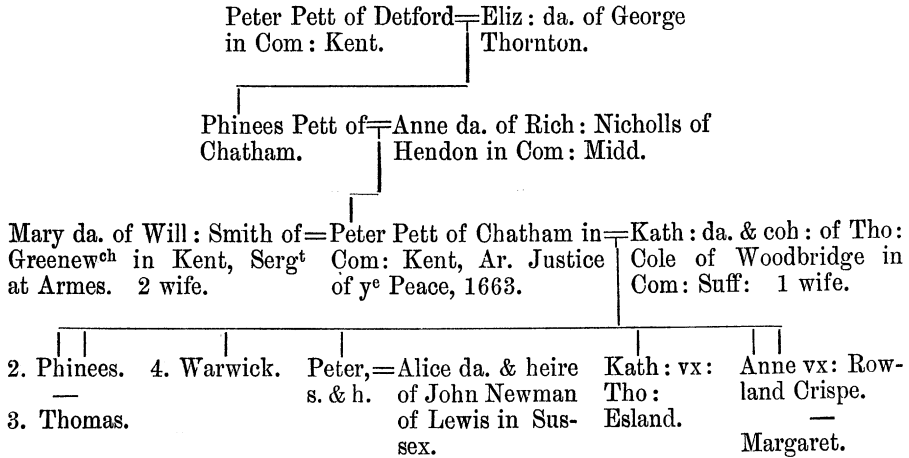 Peter Pett of Detford=Eliz : da. of George
in Com : Kent. Thornton.
Phinees Pett of=Anne da. of Rich : Nicholls of
Chatham. Hendon in Com : Midd.
Mary da. of Will : Smith of=Peter Pett of Chatham in=Kath : da. & coh : of Tho :
Greenewch in Kent, Sergt Com: Kent, Ar. Justice Cole of Woodbridge in
at Armes. 2 wife. of ye Peace, 1663. Com: Suff: 1 wife.
2. Phinees. 4. Warwick. Peter,=Alice da. & heire Kath : vx : Anne vx: Row-
— s. & h. of John Newman Tho : land Crispe.
3. Thomas. of Lewis in Sus- Esland. —
sex. Margaret.